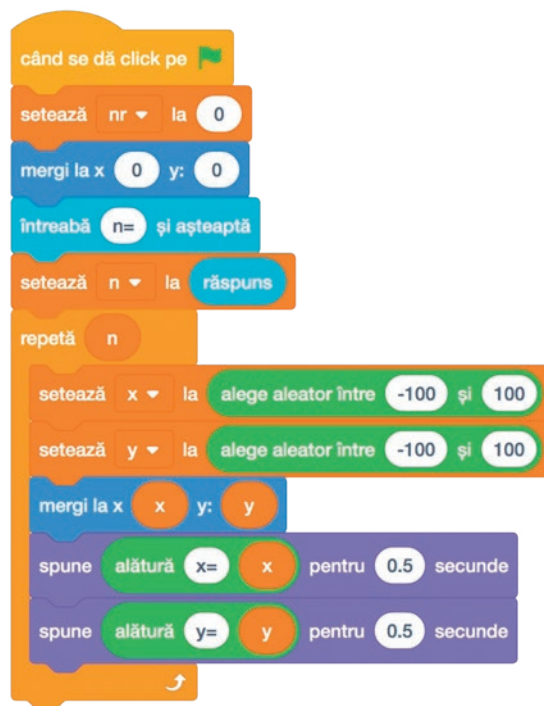 când se dă click pe
setează nr la 0
mergi la x 0 y: 0
întreabă n= și așteaptă
setează n la răspuns
repetă n
setează x la alege aleator între -100 și 100
setează y la alege aleator între -100 și 100
mergi la x x y: y
spune alătură x= x pentru 0.5 secunde
spune alătură y= y pentru 0.5 secunde